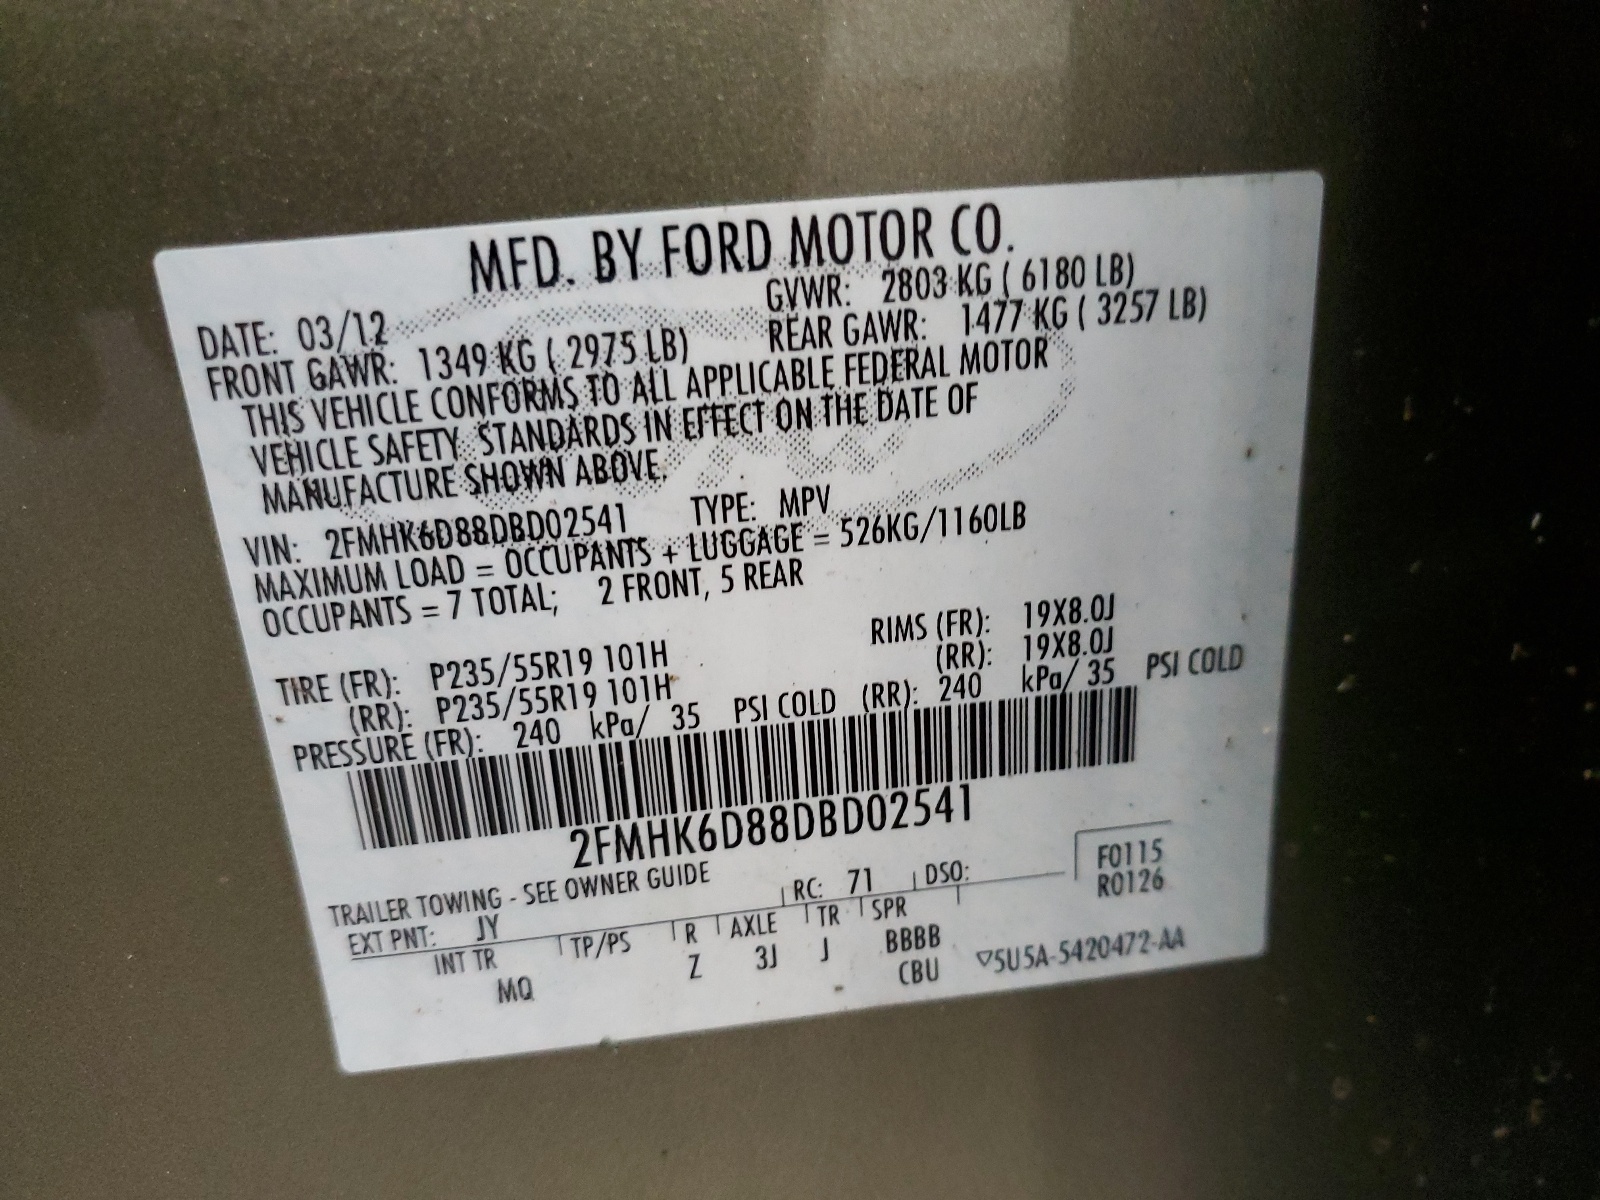 MFD. BY FORD MOTOR CO.
DATE: 03/12 GVWR: 2803 KG ( 6180 LB)
FRONT GAWR: 1349 KG ( 2975 LB) REAR GAWR: 1477 KG ( 3257 LB)
THIS VEHICLE CONFORMS TO ALL APPLICABLE FEDERAL MOTOR
VEHICLE SAFETY STANDARDS IN EFFECT ON THE DATE OF
MANUFACTURE SHOWN ABOVE.
VIN: 2FMHK6D88DBD02541 TYPE: MPV
MAXIMUM LOAD = OCCUPANTS + LUGGAGE = 526KG/1160LB
OCCUPANTS = 7 TOTAL; 2 FRONT, 5 REAR
TIRE (FR): P235/55R19 101H RIMS (FR): 19X8.0J
(RR): P235/55R19 101H (RR): 19X8.0J
PRESSURE (FR): 240 kPa/ 35 PSI COLD (RR): 240 kPa/ 35 PSI COLD
2FMHK6D88DBD02541
TRAILER TOWING - SEE OWNER GUIDE F0115
EXT PNT: JY RC: 71 DSO: R0126
INT TR TP/PS R AXLE TR SPR
MQ Z 3J J BBBB ▽5U5A-5420472-AA
CBU